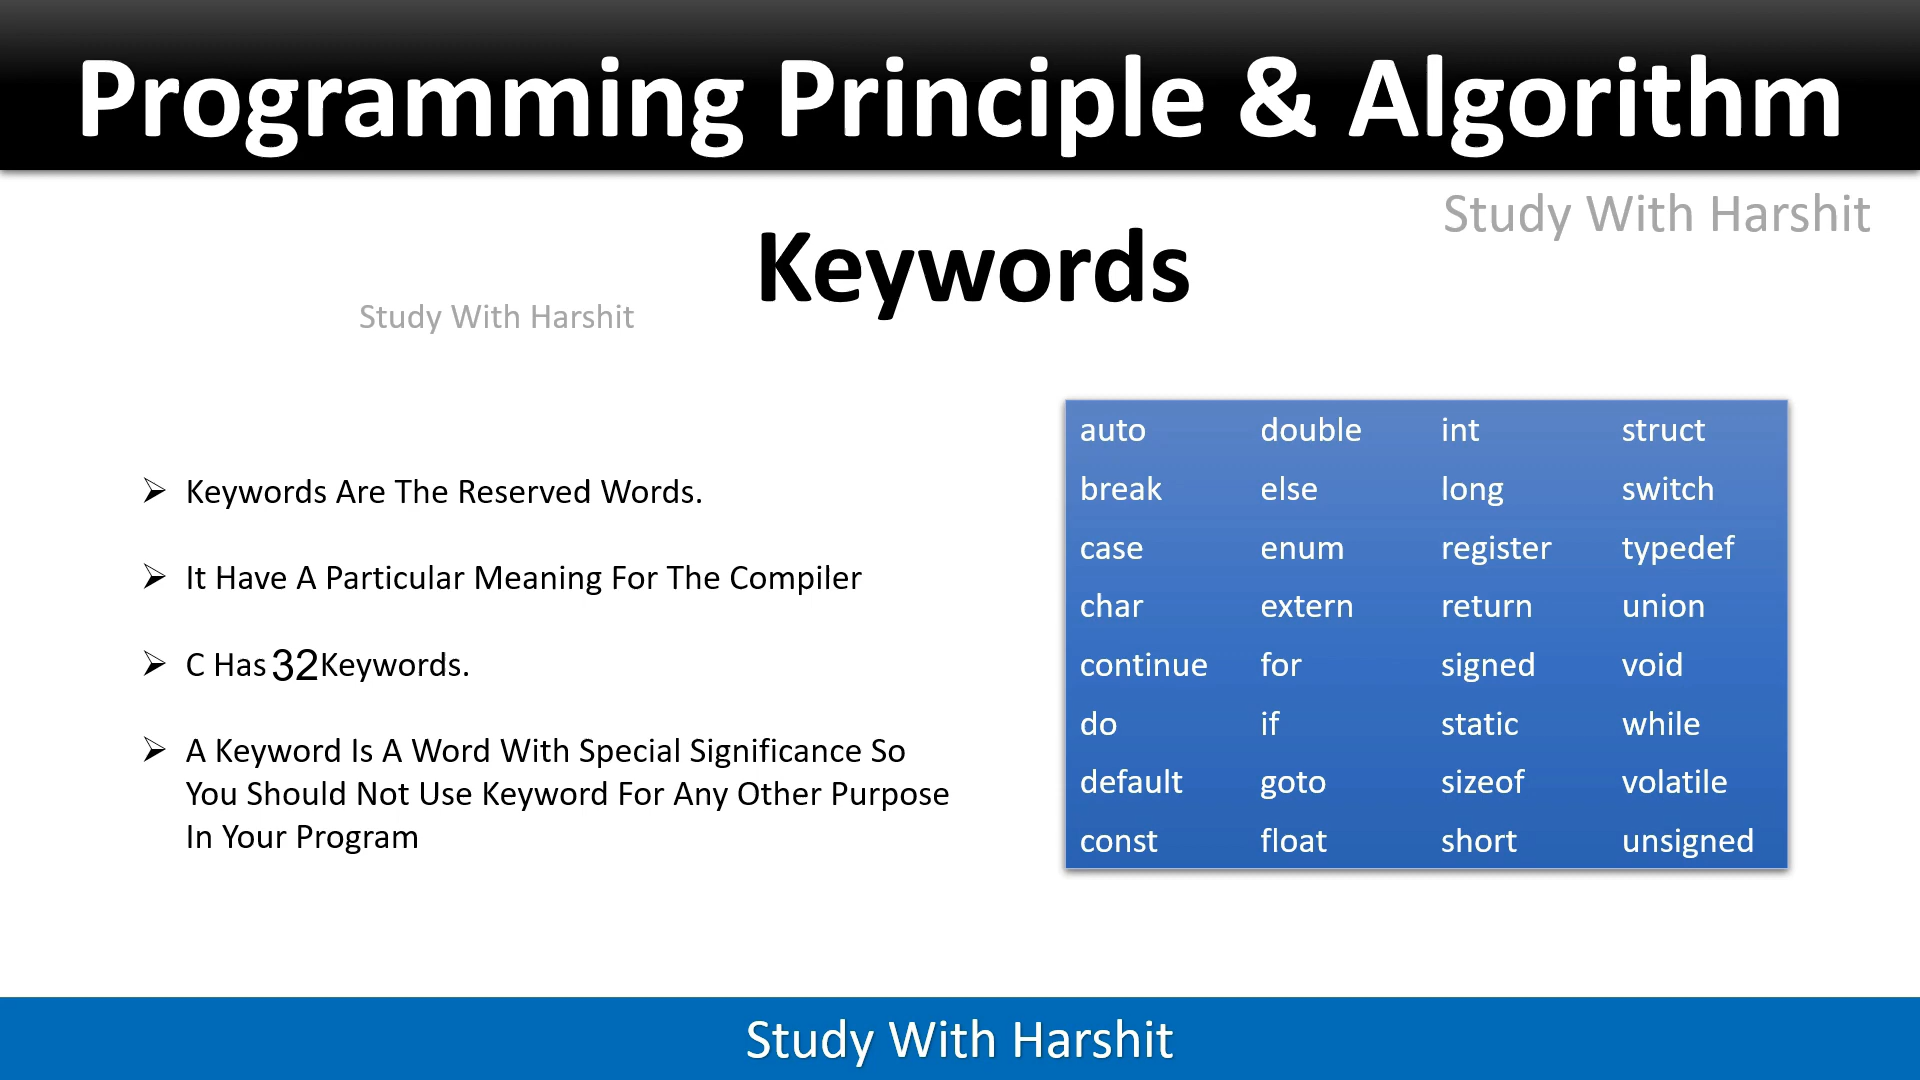 Programming Principle & Algorithm
Study With Harshit
Keywords
Study With Harshit
➢ Keywords Are The Reserved Words.
➢ It Have A Particular Meaning For The Compiler
➢ C Has 32 Keywords.
➢ A Keyword Is A Word With Special Significance So
You Should Not Use Keyword For Any Other Purpose
In Your Program
auto double int struct
break else long switch
case enum register typedef
char extern return union
continue for signed void
do if static while
default goto sizeof volatile
const float short unsigned
Study With Harshit